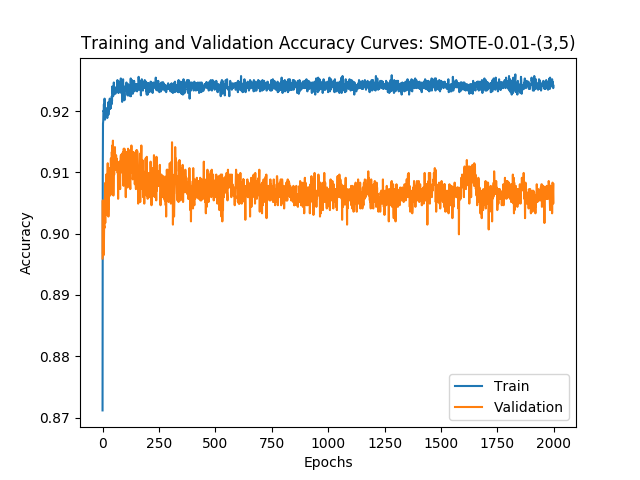 Training and Validation Accuracy Curves: SMOTE-0.01-(3,5)
0.92
0.91
0.90
0.89
0.88
0.87
Accuracy
0 250 500 750 1000 1250 1500 1750 2000
Epochs
Train
Validation